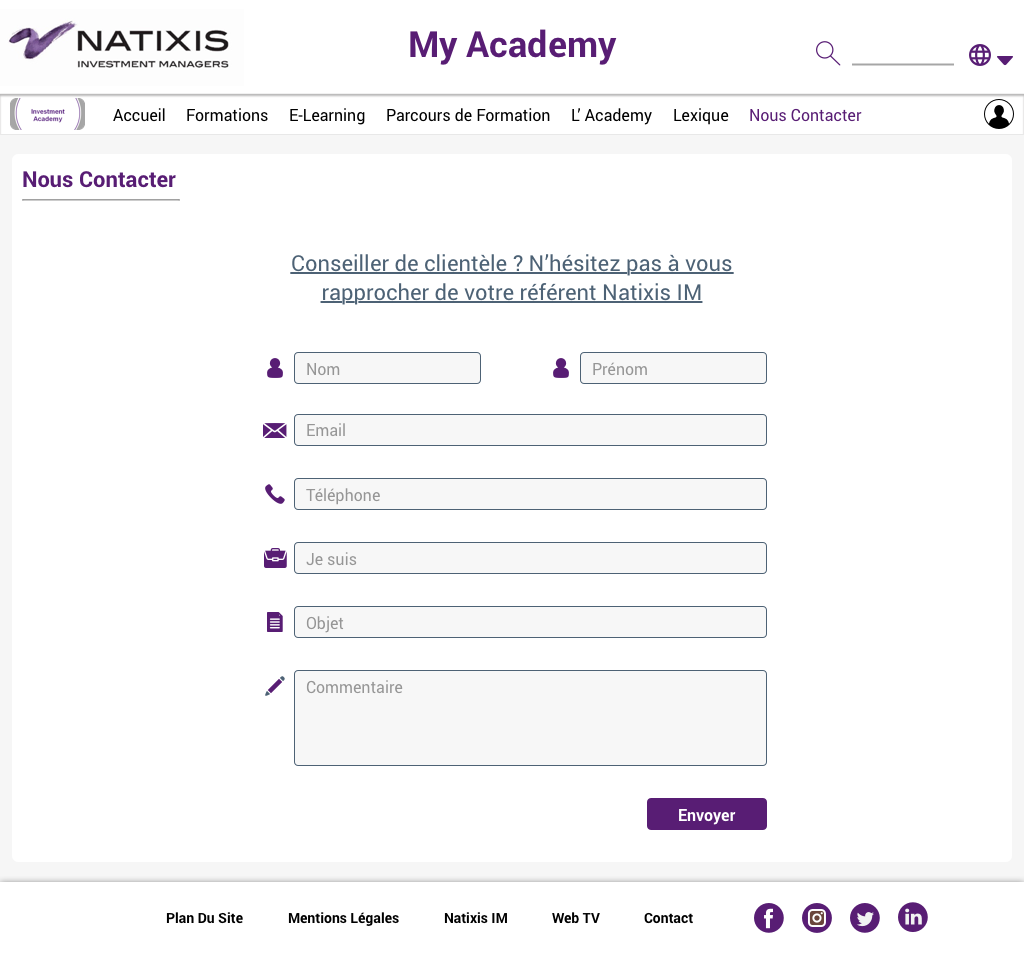 NATIXIS
INVESTMENT MANAGERS
My Academy
Investment
Academy
Accueil Formations E-Learning Parcours de Formation L’ Academy Lexique Nous Contacter
Nous Contacter
Conseiller de clientèle ? N’hésitez pas à vous
rapprocher de votre référent Natixis IM
Nom Prénom
Email
Téléphone
Je suis
Objet
Commentaire
Envoyer
Plan Du Site Mentions Légales Natixis IM Web TV Contact